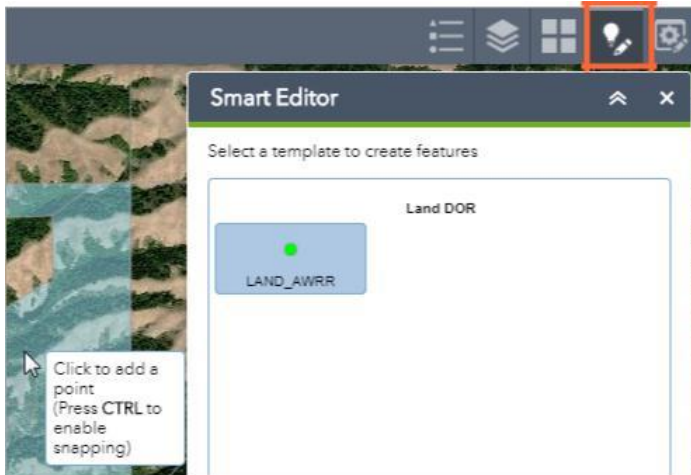 Smart Editor
Select a template to create features
Land DOR
LAND_AWRR
Click to add a
point
(Press CTRL to
enable
snapping)